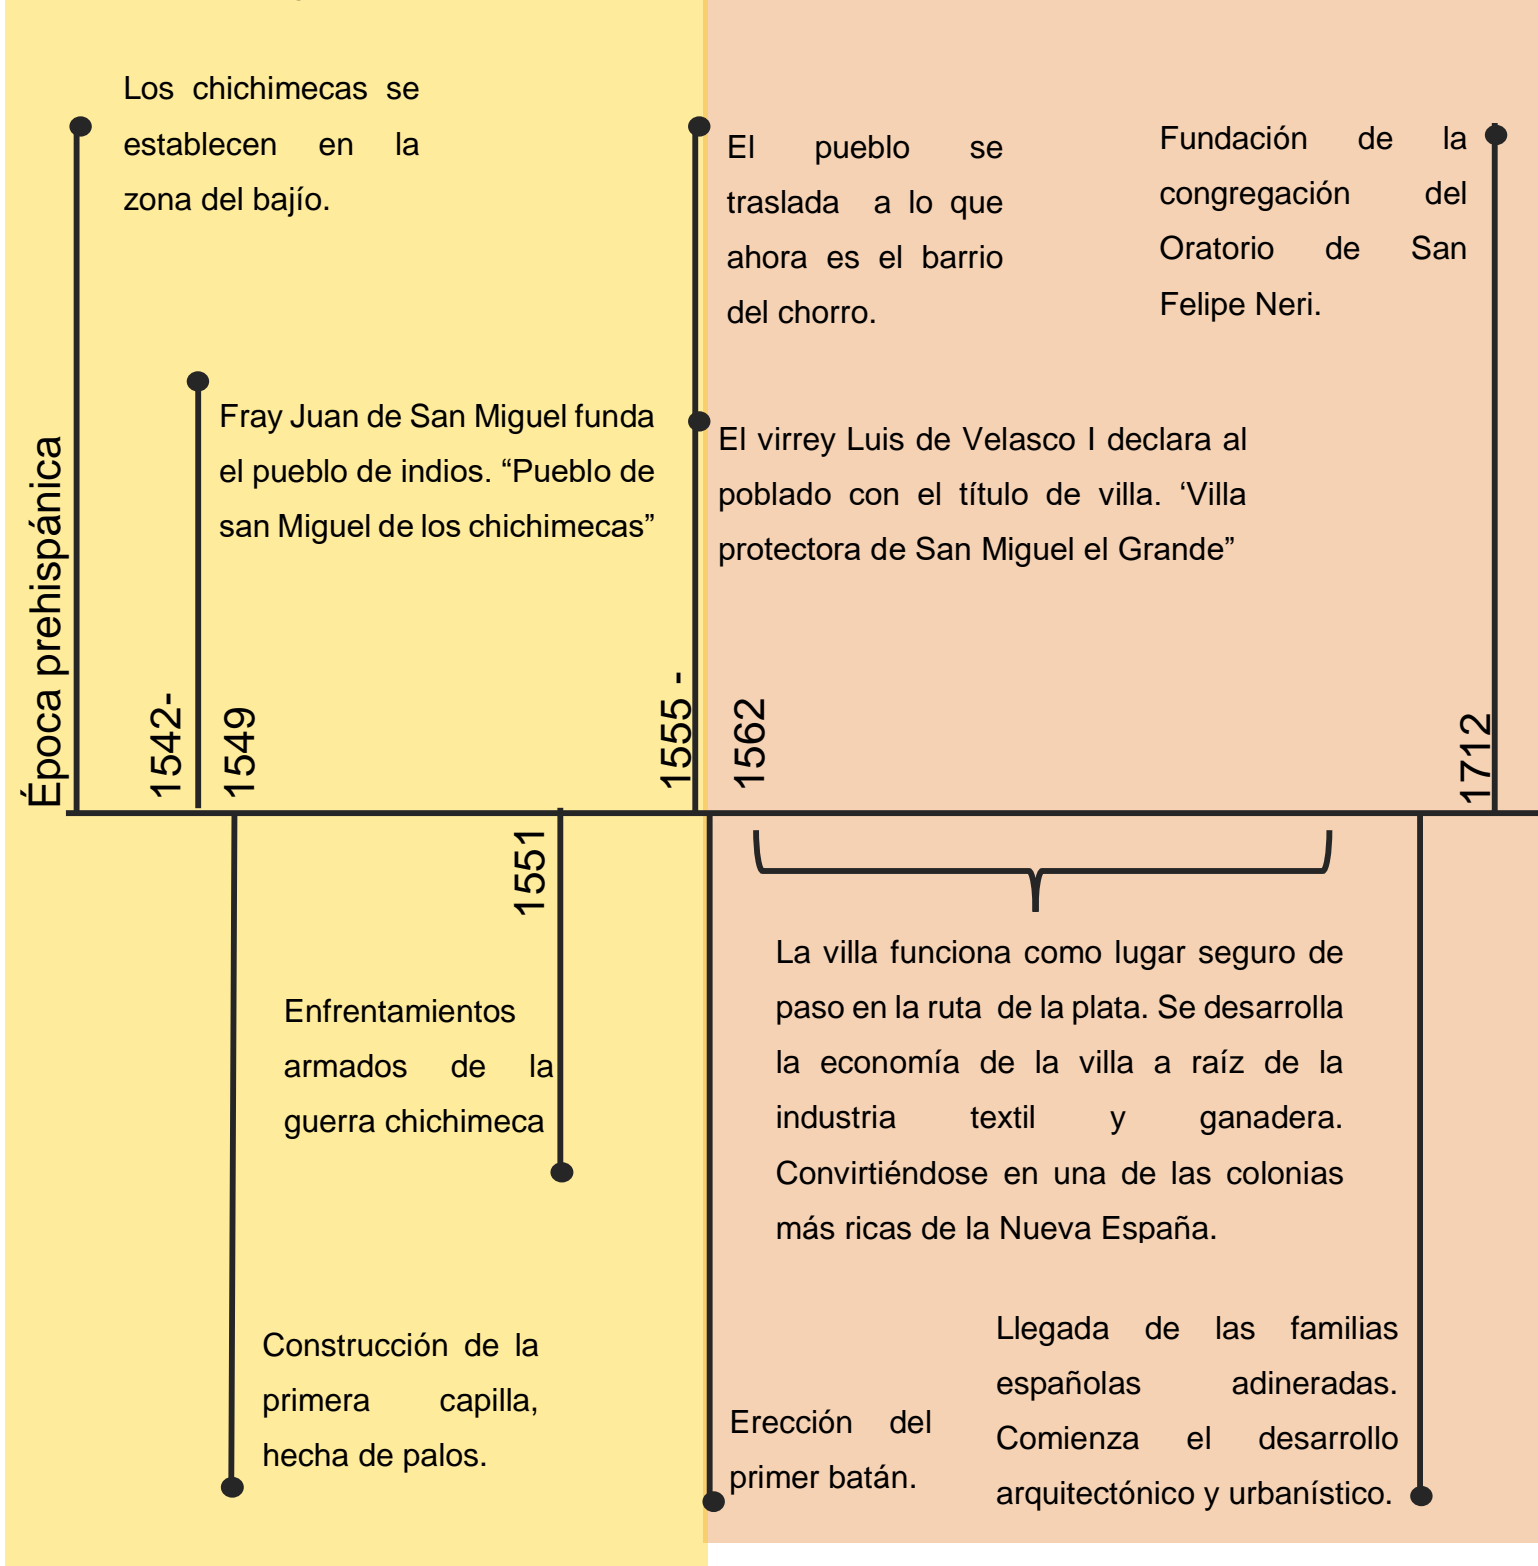 Los chichimecas se
establecen en la
zona del bajío.
El pueblo se
traslada a lo que
ahora es el barrio
del chorro.
Fundación de la
congregación del
Oratorio de San
Felipe Neri.
Fray Juan de San Miguel funda
el pueblo de indios. “Pueblo de
san Miguel de los chichimecas”
El virrey Luis de Velasco I declara al
poblado con el título de villa. ‘Villa
protectora de San Miguel el Grande”
Época prehispánica
1542-
1549
1555 -
1562
1712
1551
Enfrentamientos
armados de la
guerra chichimeca
La villa funciona como lugar seguro de
paso en la ruta de la plata. Se desarrolla
la economía de la villa a raíz de la
industria textil y ganadera.
Convirtiéndose en una de las colonias
más ricas de la Nueva España.
Construcción de la
primera capilla,
hecha de palos.
Erección del
primer batán.
Llegada de las familias
españolas adineradas.
Comienza el desarrollo
arquitectónico y urbanístico.